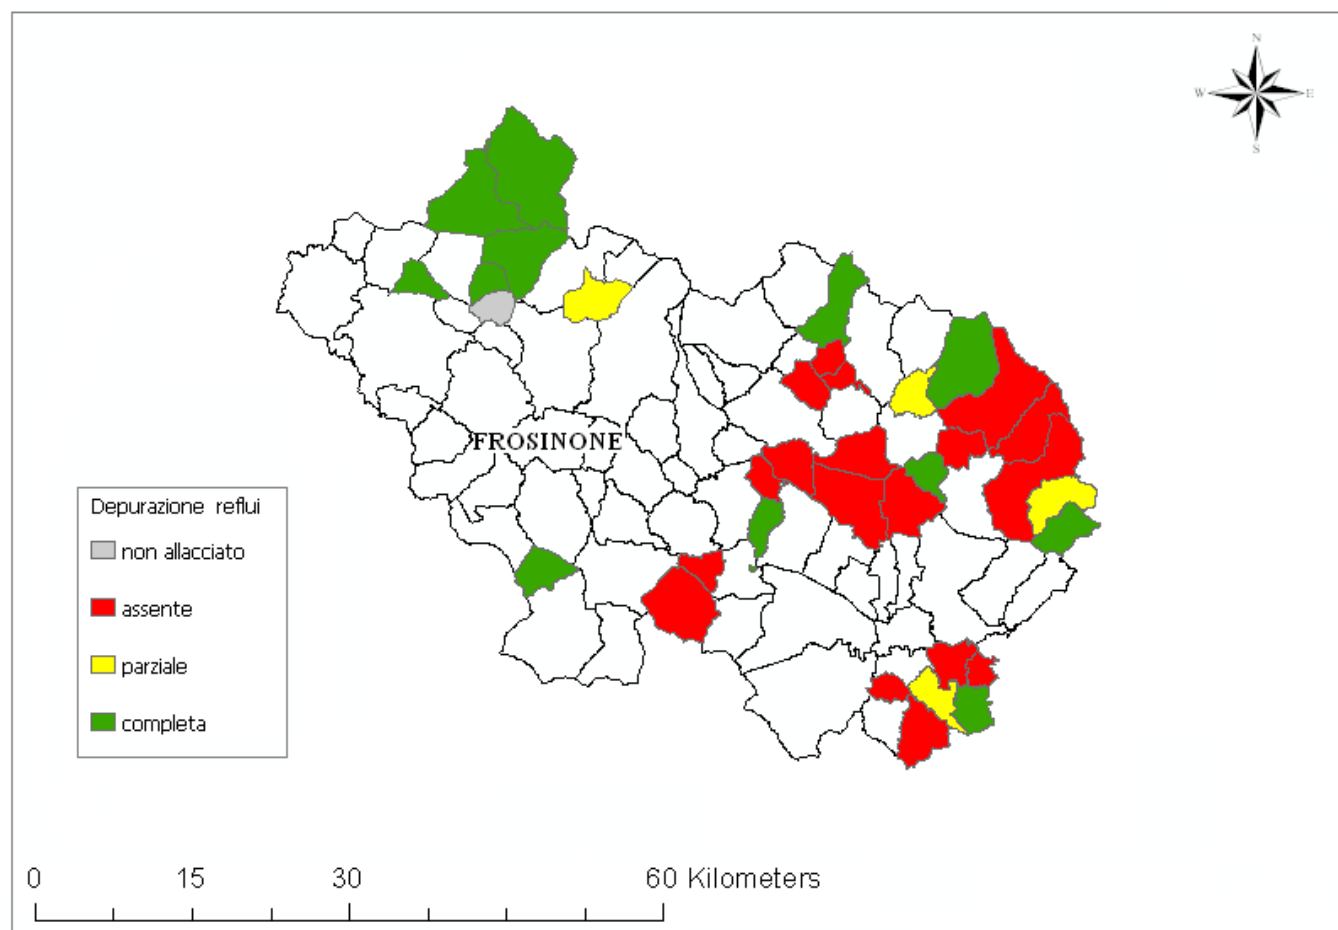 N
W E
S
FROSINONE
Depurazione reflui
non allacciato
assente
parziale
completa
0 15 30 60 Kilometers